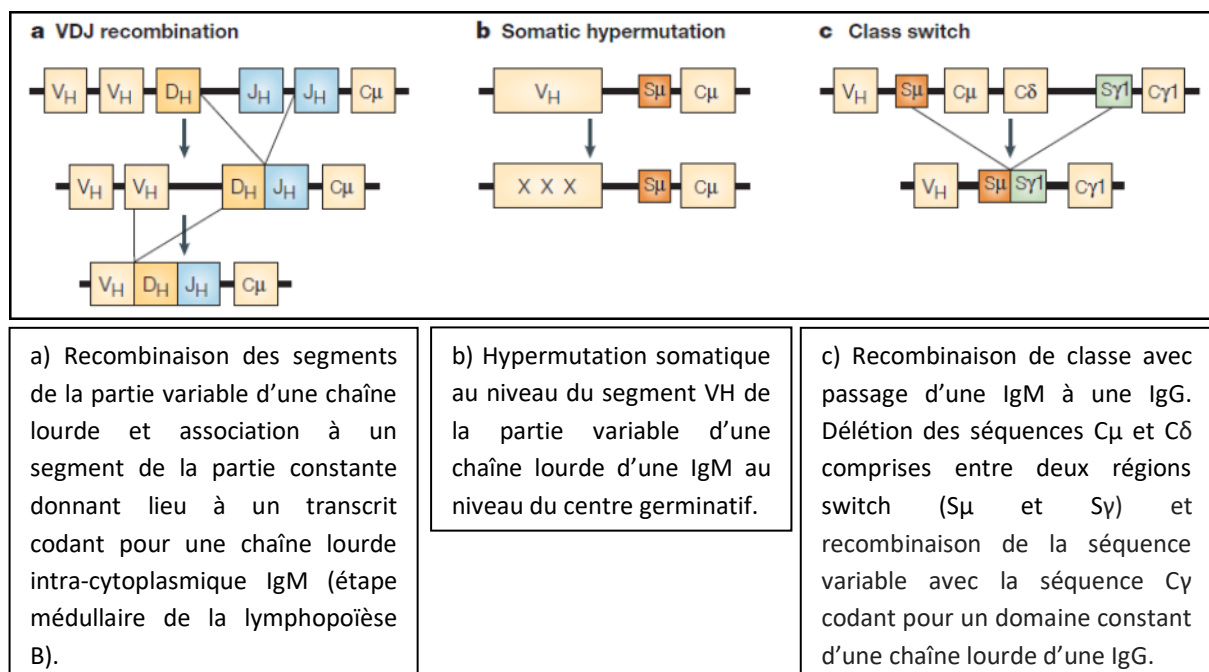 a VDJ recombination
VH VH DH JH JH Cμ
VH VH DH JH Cμ
VH DH JH Cμ
b Somatic hypermutation
VH Sμ Cμ
X X X Sμ Cμ
c Class switch
VH Sμ Cμ Cδ Sγ1 Cγ1
VH Sμ Sγ1 Cγ1
a) Recombinaison des segments
de la partie variable d’une chaîne
lourde et association à un
segment de la partie constante
donnant lieu à un transcrit
codant pour une chaîne lourde
intra-cytoplasmique IgM (étape
médullaire de la lymphopoïèse
B).
b) Hypermutation somatique
au niveau du segment VH de
la partie variable d’une
chaîne lourde d’une IgM au
niveau du centre germinatif.
c) Recombinaison de classe avec
passage d’une IgM à une IgG.
Délétion des séquences Cμ et Cδ
comprises entre deux régions
switch (Sμ et Sγ) et
recombinaison de la séquence
variable avec la séquence Cγ
codant pour un domaine constant
d’une chaîne lourde d’une IgG.